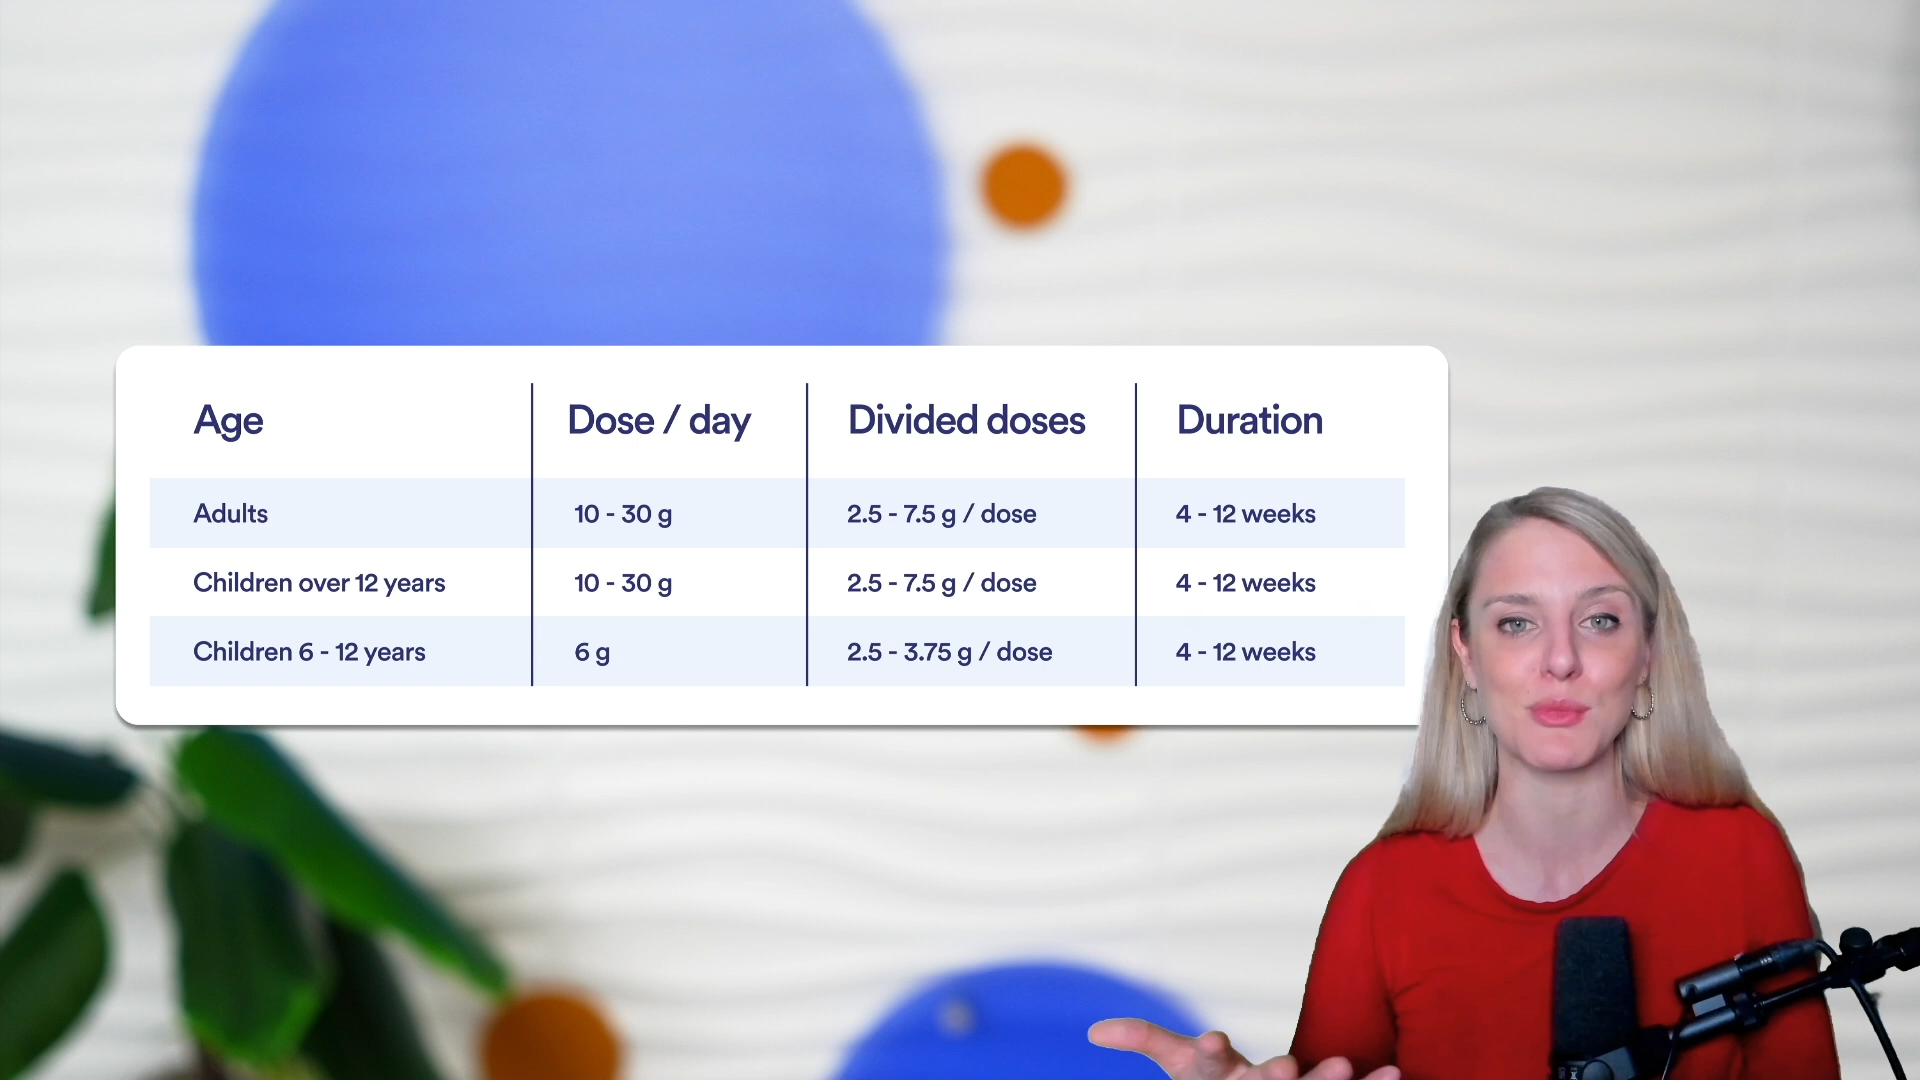 Age Dose / day Divided doses Duration
Adults 10 - 30 g 2.5 - 7.5 g / dose 4 - 12 weeks
Children over 12 years 10 - 30 g 2.5 - 7.5 g / dose 4 - 12 weeks
Children 6 - 12 years 6 g 2.5 - 3.75 g / dose 4 - 12 weeks